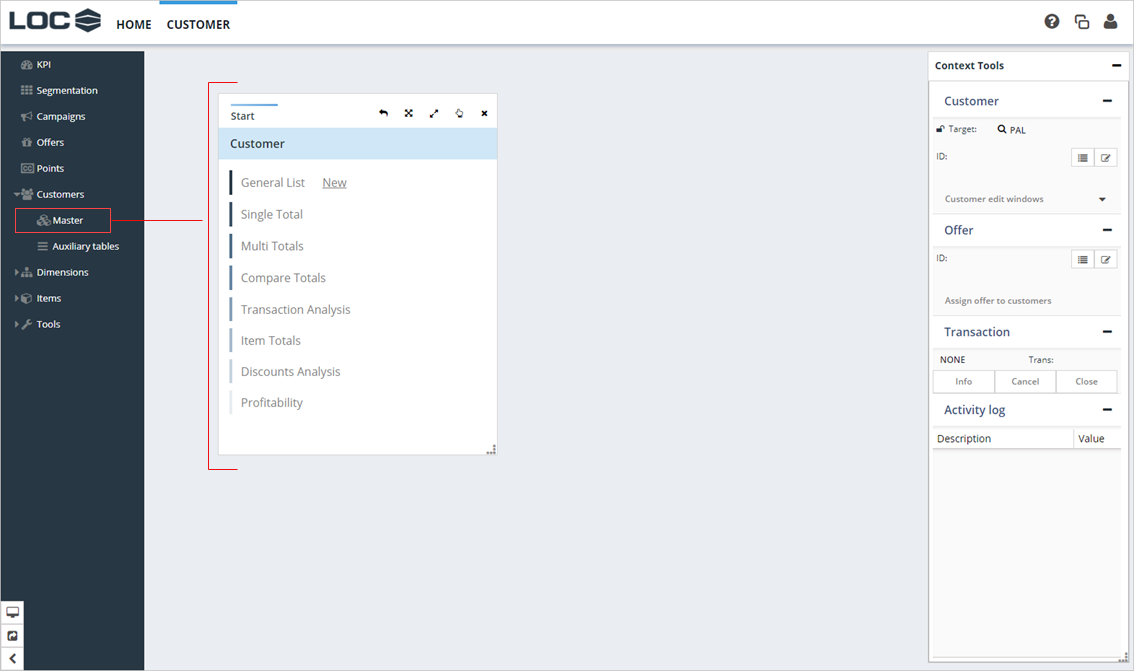 LOC HOME CUSTOMER
KPI
Segmentation
Campaigns
Offers
Points
Customers
Master
Auxiliary tables
Dimensions
Items
Tools
Start
Customer
General List New
Single Total
Multi Totals
Compare Totals
Transaction Analysis
Item Totals
Discounts Analysis
Profitability
Context Tools
Customer
Target: PAL
ID:
Customer edit windows
Offer
ID:
Assign offer to customers
Transaction
NONE Trans:
Info Cancel Close
Activity log
Description Value